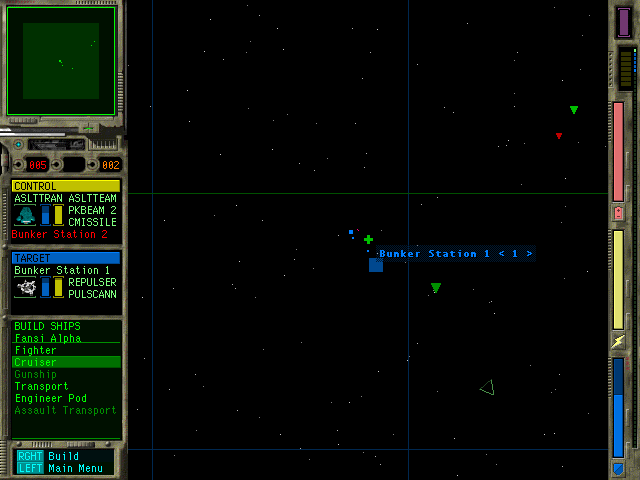 005 002
CONTROL
ASLTTRAN ASLTTEAM
PKBEAM 2
CMISSILE
Bunker Station 2
TARGET
Bunker Station 1
REPULSER
PULSCANN
BUILD SHIPS
Fansi Alpha
Fighter
Cruiser
Gunship
Transport
Engineer Pod
Assault Transport
RGHT Build
LEFT Main Menu
Bunker Station 1 < 1 >